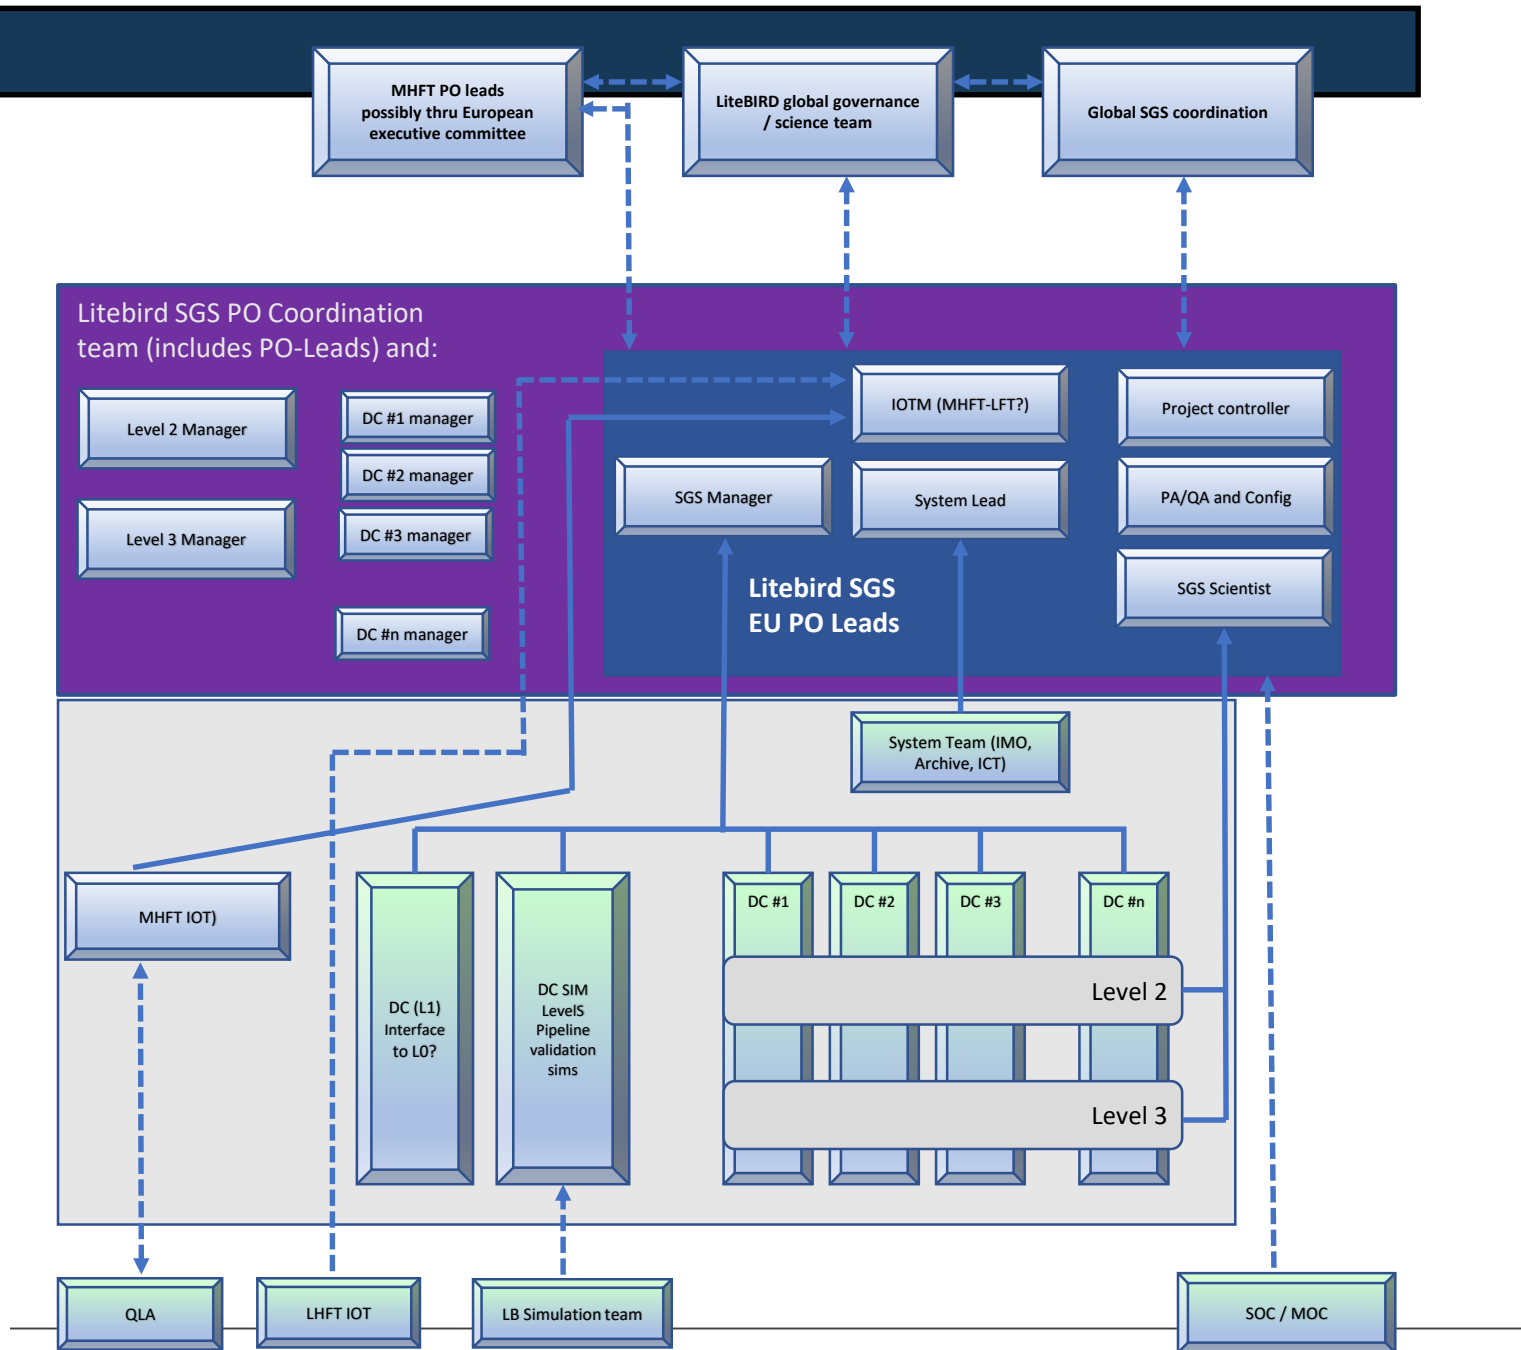 MHFT PO leads
possibly thru European
executive committee
LiteBIRD global governance
/ science team
Global SGS coordination
Litebird SGS PO Coordination
team (includes PO-Leads) and:
Level 2 Manager
Level 3 Manager
DC #1 manager
DC #2 manager
DC #3 manager
DC #n manager
IOTM (MHFT-LFT?)
Project controller
SGS Manager
System Lead
PA/QA and Config
SGS Scientist
Litebird SGS
EU PO Leads
System Team (IMO,
Archive, ICT)
MHFT IOT)
DC (L1)
Interface
to L0?
DC SIM
LevelS
Pipeline
validation
sims
DC #1
DC #2
DC #3
DC #n
Level 2
Level 3
QLA
LHFT IOT
LB Simulation team
SOC / MOC